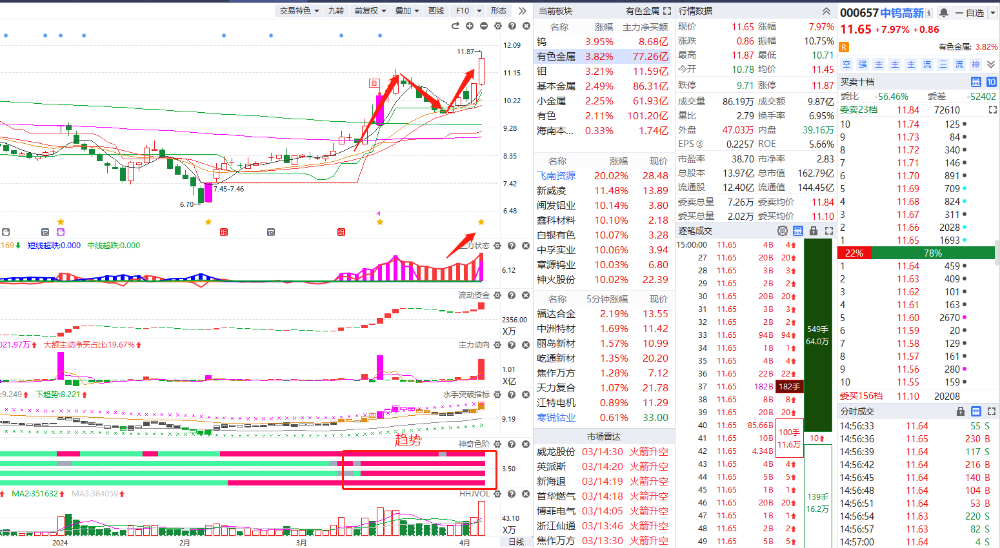 交易特色 九转 前复权 叠加 画线 F10 形态
12.09
11.15
10.22
9.28
8.35
7.42
6.48
11.87
自
7.45-7.46
6.70
组
组
169 短线超跌:0.000 中线超跌:0.000
主力状态
6.12
流动资金
2356.00
X万
021.97万 大额主动净买占比:19.67%
主力动向
1.01
X亿
:9.249 下趋势:8.221
水手突破指标
9.19
趋势
神奇色阶
3.50
MA2:351632 MA3:384059
HHJVOL
43.10
X万
2024 2月 3月 4月 日线
当前板块 有色金属
名称 涨幅 主力净买额
钨 3.95% 8.68亿
有色金属 3.82% 77.26亿
钼 3.21% 11.59亿
基本金属 2.49% 86.31亿
小金属 2.25% 61.93亿
有色 2.11% 101.20亿
海南本... 0.33% 1.74亿
名称 涨幅 现价
飞南资源 20.02% 28.48
新威凌 11.48% 13.89
闽发铝业 10.14% 3.80
鑫科材料 10.10% 2.18
白银有色 10.07% 3.28
中孚实业 10.06% 3.94
章源钨业 10.03% 6.80
神火股份 10.02% 22.39
名称 5分钟涨幅 现价
福达合金 2.19% 13.55
中洲特材 1.69% 11.42
丽岛新材 1.57% 10.99
屹通新材 1.35% 20.20
焦作万方 1.28% 7.12
天力复合 1.07% 21.78
江特电机 0.89% 11.29
寒锐钴业 0.61% 33.00
市场雷达
威龙股份 03/14:30 火箭升空
英派斯 03/14:20 火箭升空
新海退 03/14:19 火箭升空
首华燃气 03/14:18 火箭升空
博菲电气 03/14:05 火箭升空
浙江仙通 03/13:46 火箭升空
焦作万方 03/13:30 火箭升空
行情数据
现价 11.65 涨幅 7.97%
涨跌 0.86 振幅 10.75%
最高 11.87 最低 10.71
今开 10.78 均价 11.45
跌停 9.71 涨停 11.87
成交量 86.19万 成交额 9.87亿
量比 2.79 换手率 6.95%
外盘 47.03万 内盘 39.16万
EPS③ 0.2257 ROE 5.66%
市盈率 38.70 市净率 2.83
总股本 13.97亿 总市值 162.79亿
流通股 12.40亿 流通值 144.45亿
委卖总量 7.26万 委卖均价 11.84
委买总量 2.02万 委买均价 11.10
逐笔成交 单 量
15:00:00 11.65 4B 4
27 11.65 20B 20
28 11.65 3B 3
29 11.65 2B 2
30 11.65 20B 20
31 11.65 3B 3
32 11.65 2B 2
33 11.65 94B 94
34 11.65 1B 1
35 11.65 4B 4
36 11.65 22B 22
37 11.65 182B 182手
38 11.65 8B 8
39 11.65 20B 20
40 11.65 85.66B
41 11.65 10B
42 11.65 4.34B
43 11.65 4B 4
44 11.65 5B 5
45 11.65 1B 1
46 11.65 20B 20
47 11.65 1B 1
48 11.65 2B 2
49 11.65 5B 5
100手
11.6万
549手
64.0万
10
139手
16.2万
000657 中钨高新 自选
11.65 +7.97% +0.86
R 有色金属: 3.82%
空 强 主 主 主 流 三 流 神
买卖十档 量 10
委比 -56.46% 委差 -52402
委卖23档 11.84 72610
10 11.74 125
9 11.73 84
8 11.72 340
7 11.71 146
6 11.70 891
5 11.69 709
4 11.68 824
3 11.67 311
2 11.66 2028
1 11.65 1693
22% 78%
1 11.64 459
2 11.63 409
3 11.62 101
4 11.61 163
5 11.60 2670
6 11.59 20
7 11.58 129
8 11.57 161
9 11.56 280
10 11.55 159
委买156档 11.10 20208
分时成交 量
14:56:33 11.64 55 S
14:56:36 11.65 230 B
14:56:39 11.64 117 S
14:56:42 11.64 216 B
14:56:45 11.64 140 B
14:56:48 11.64 104 B
14:56:51 11.64 53 B
14:56:54 11.63 220 S
14:56:57 11.63 82 S
14:57:00 11.64 4 S